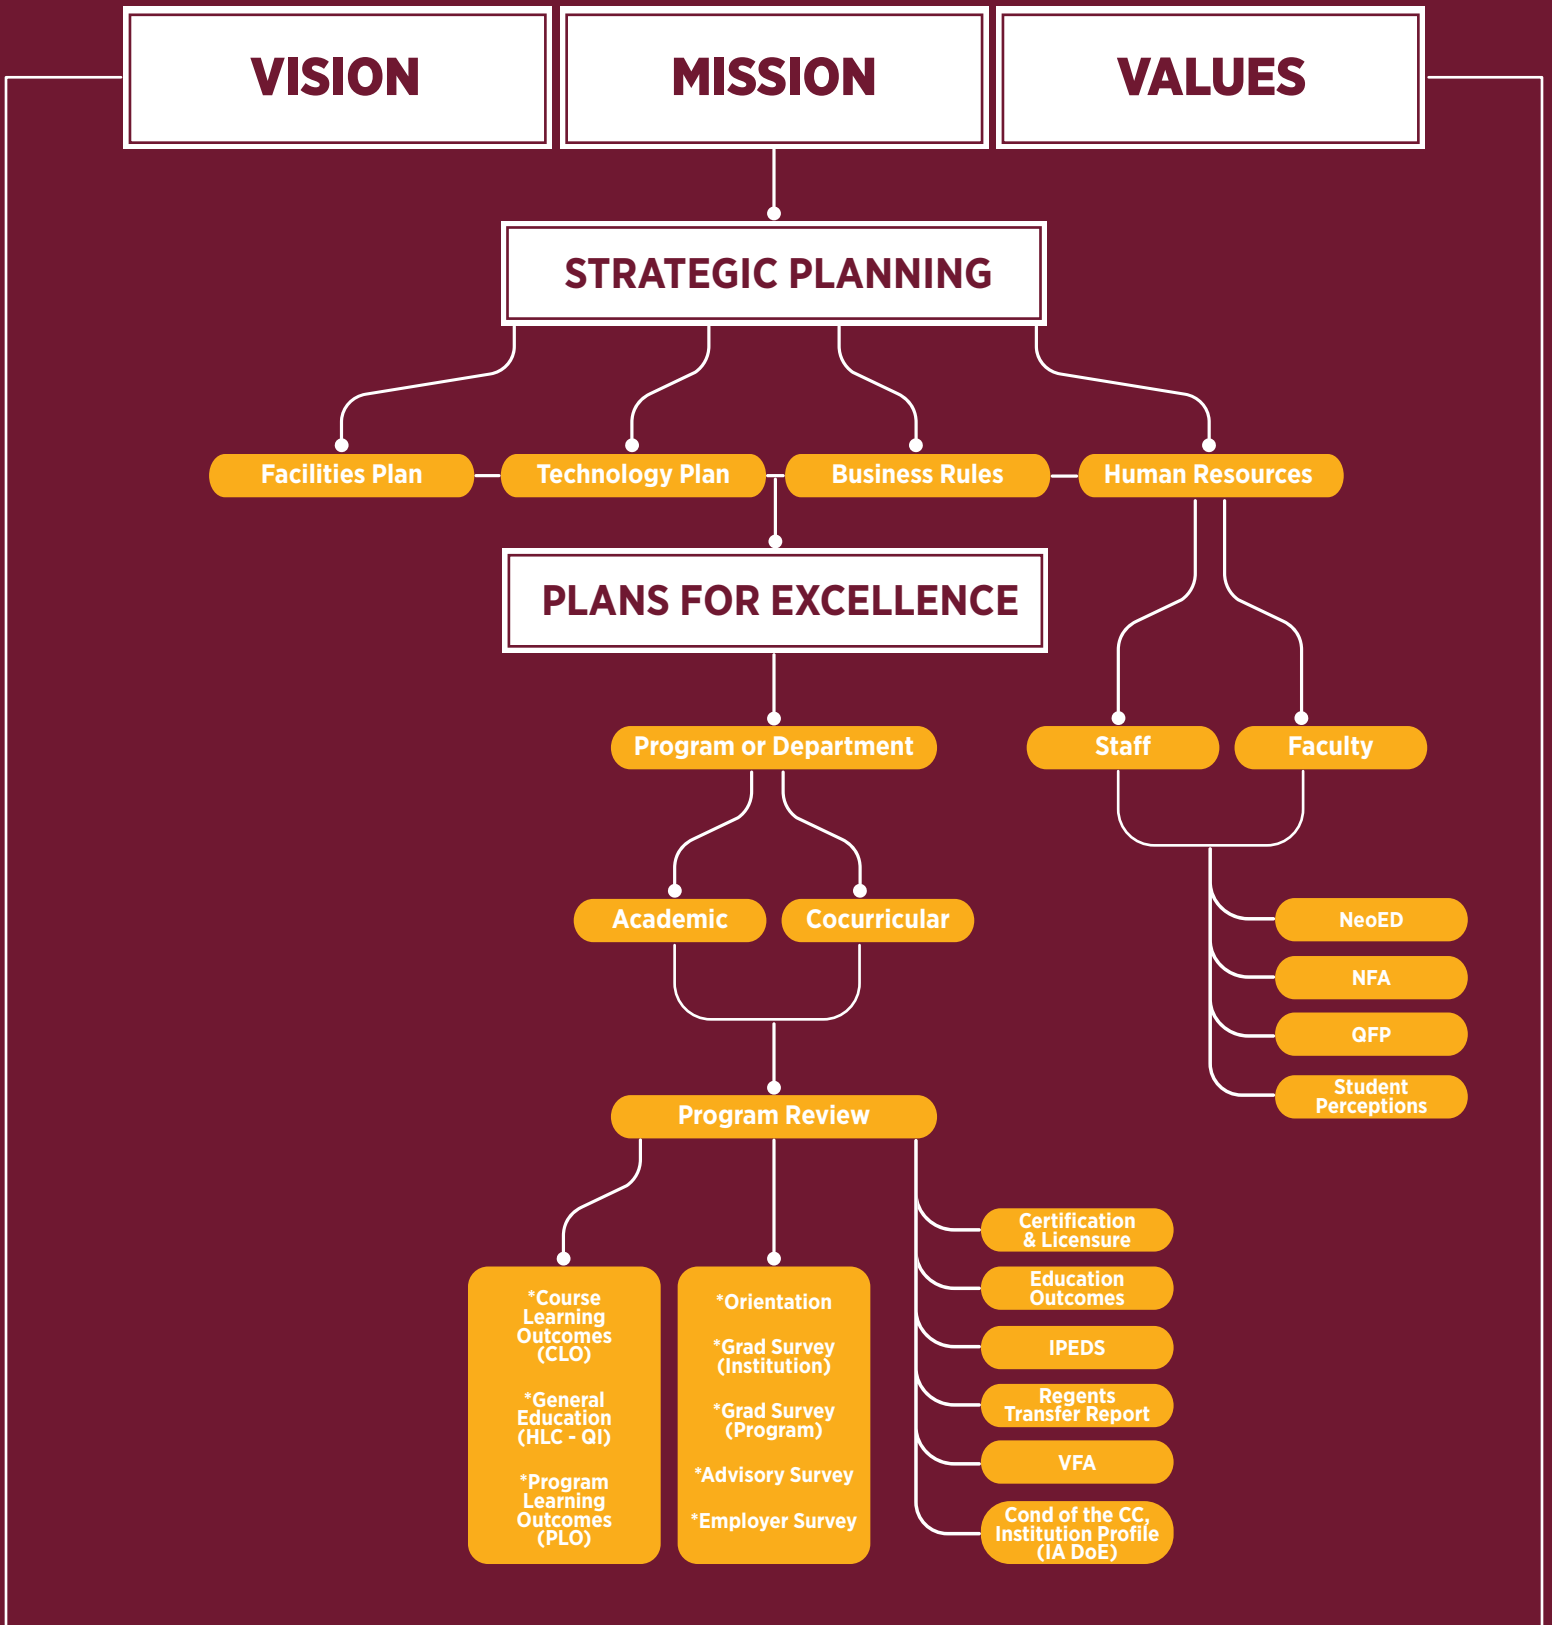 VISION
MISSION
VALUES
STRATEGIC PLANNING
Facilities Plan
Technology Plan
Business Rules
Human Resources
PLANS FOR EXCELLENCE
Program or Department
Staff
Faculty
Academic
Cocurricular
NeoED
NFA
QFP
Student
Perceptions
Program Review
*Course
Learning
Outcomes
(CLO)
*General
Education
(HLC - QI)
*Program
Learning
Outcomes
(PLO)
*Orientation
*Grad Survey
(Institution)
*Grad Survey
(Program)
*Advisory Survey
*Employer Survey
Certification
& Licensure
Education
Outcomes
IPEDS
Regents
Transfer Report
VFA
Cond of the CC,
Institution Profile
(IA DoE)